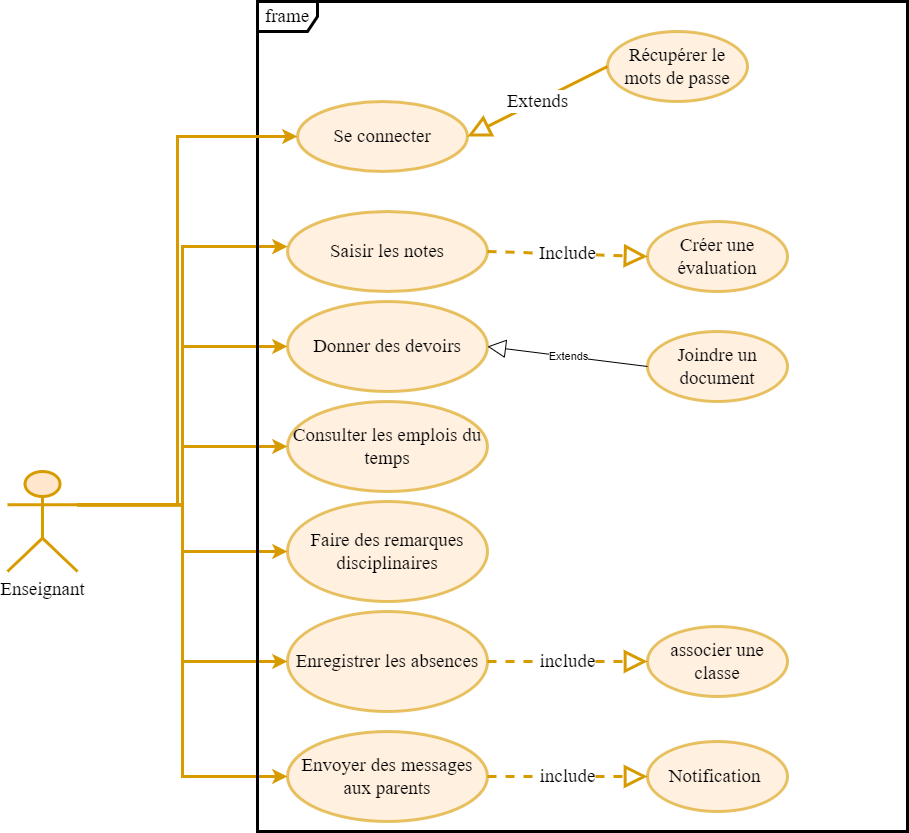 frame
Récupérer le
mots de passe
Extends
Se connecter
Saisir les notes
Include
Créer une
évaluation
Donner des devoirs
Extends
Joindre un
document
Consulter les emplois du
temps
Faire des remarques
disciplinaires
Enseignant
Enregistrer les absences
include
associer une
classe
Envoyer des messages
aux parents
include
Notification